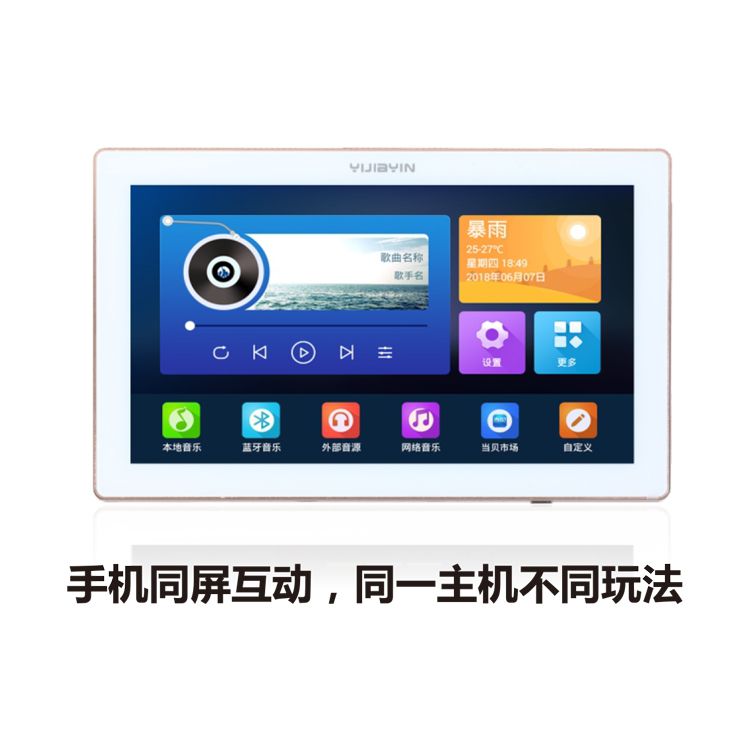 YIJIAYIN
歌曲名称
歌手名
暴雨
25-27℃
星期四 18:49
2018年06月07日
设置
更多
本地音乐
蓝牙音乐
外部音源
网络音乐
当贝市场
自定义
手机同屏互动，同一主机不同玩法